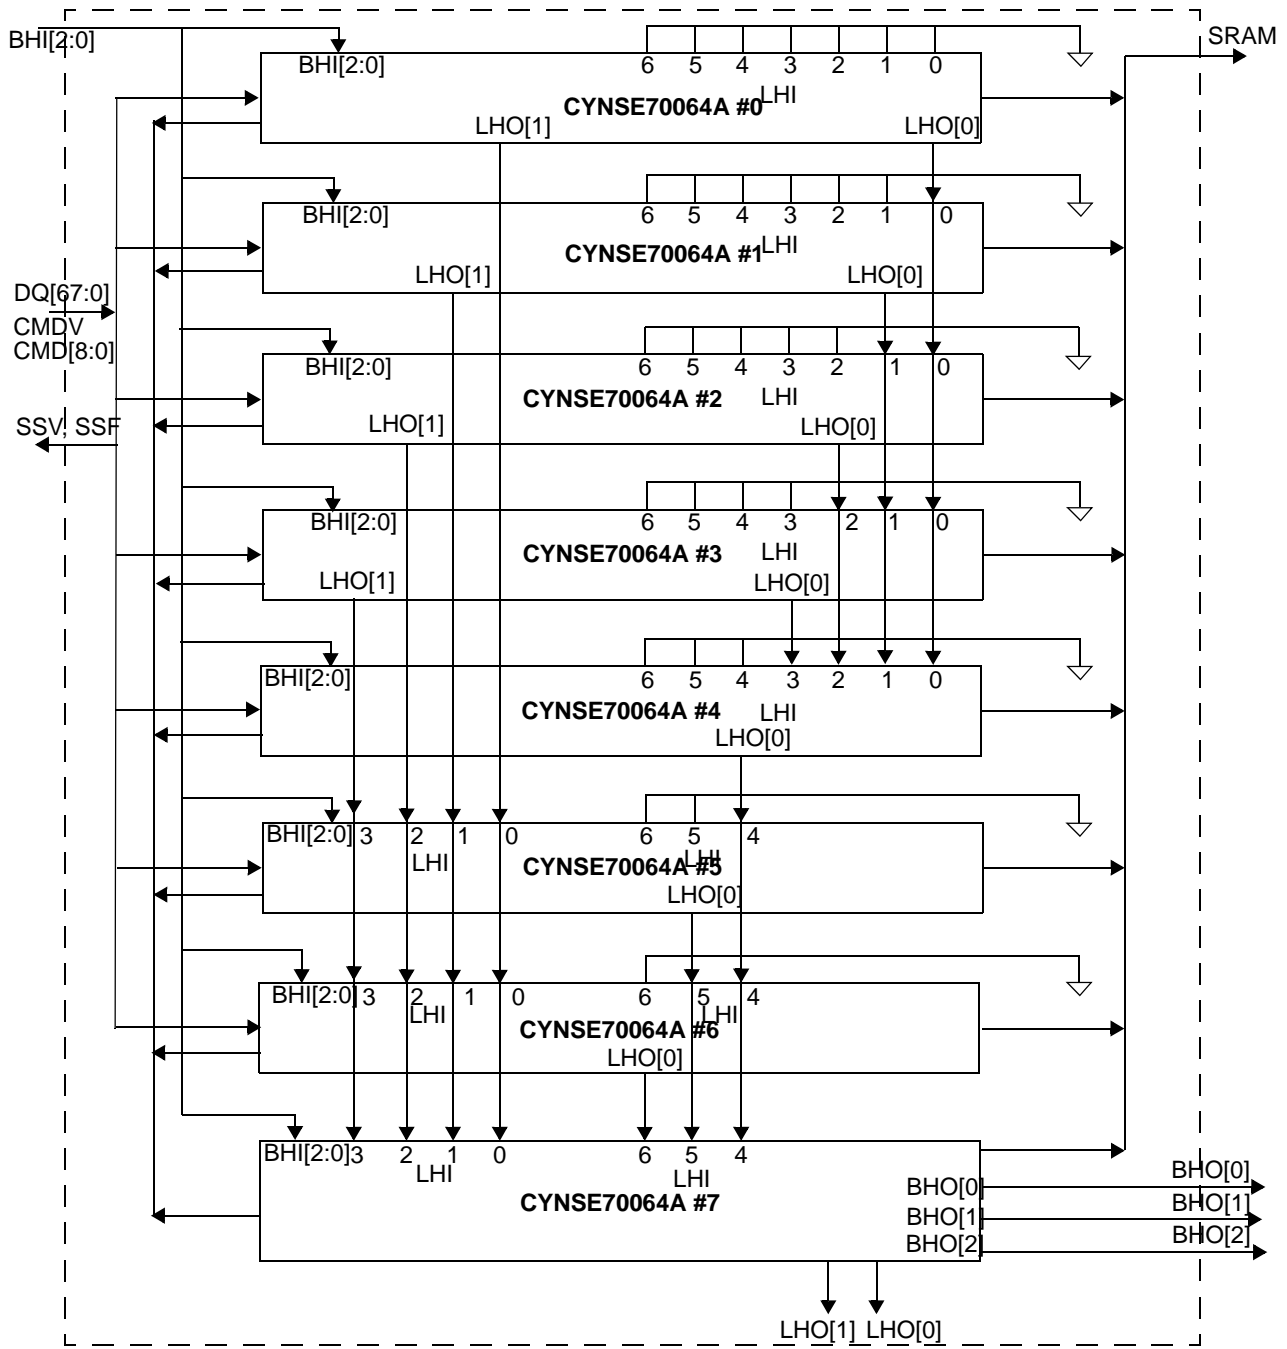 BHI[2:0]
SRAM
BHI[2:0]
6 5 4 3 2 1 0
LHI
CYNSE70064A #0
LHO[1]
LHO[0]
BHI[2:0]
6 5 4 3 2 1 0
LHI
CYNSE70064A #1
LHO[1]
LHO[0]
DQ[67:0]
CMDV
CMD[8:0]
BHI[2:0]
6 5 4 3 2 1 0
LHI
CYNSE70064A #2
LHO[1]
LHO[0]
SSV, SSF
BHI[2:0]
6 5 4 3 2 1 0
LHI
CYNSE70064A #3
LHO[1]
LHO[0]
BHI[2:0]
6 5 4 3 2 1 0
LHI
CYNSE70064A #4
LHO[0]
BHI[2:0] 3 2 1 0 6 5 4
LHI
LHI
CYNSE70064A #5
LHO[0]
BHI[2:0] 3 2 1 0 6 5 4
LHI
LHI
CYNSE70064A #6
LHO[0]
BHI[2:0] 3 2 1 0 6 5 4
LHI
LHI
CYNSE70064A #7
BHO[0]
BHO[1]
BHO[2]
BHO[0]
BHO[1]
BHO[2]
LHO[1] LHO[0]